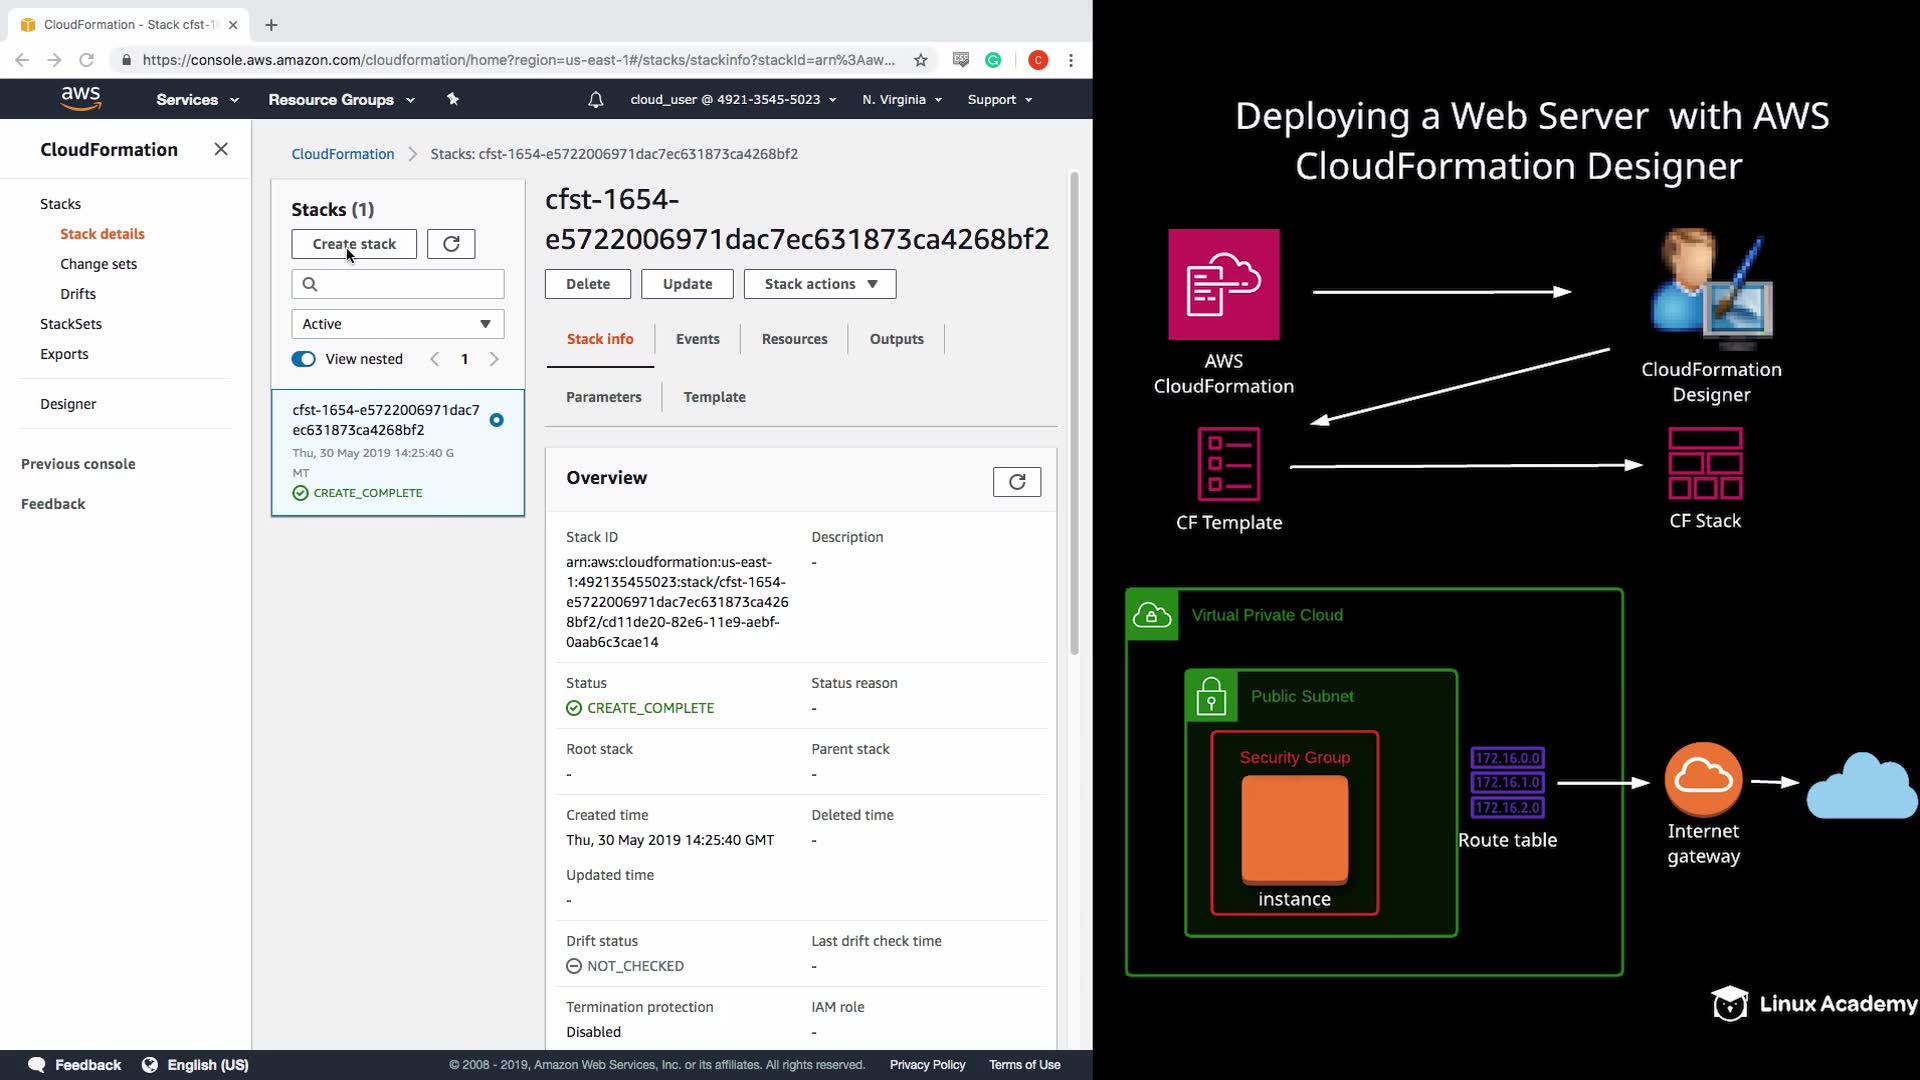 CloudFormation - Stack cfst-1
https://console.aws.amazon.com/cloudformation/home?region=us-east-1#/stacks/stackinfo?stackId=arn%3Aaw...
C
aws
Services
Resource Groups
cloud_user @ 4921-3545-5023
N. Virginia
Support
CloudFormation
Stacks
Stack details
Change sets
Drifts
StackSets
Exports
Designer
Previous console
Feedback
CloudFormation
Stacks: cfst-1654-e5722006971dac7ec631873ca4268bf2
Stacks (1)
Create stack
Active
View nested
1
cfst-1654-e5722006971dac7
ec631873ca4268bf2
Thu, 30 May 2019 14:25:40 G
MT
CREATE_COMPLETE
cfst-1654-
e5722006971dac7ec631873ca4268bf2
Delete
Update
Stack actions
Stack info
Events
Resources
Outputs
Parameters
Template
Overview
Stack ID
arn:aws:cloudformation:us-east-
1:492135455023:stack/cfst-1654-
e5722006971dac7ec631873ca426
8bf2/cd11de20-82e6-11e9-aebf-
0aab6c3cae14
Description
-
Status
CREATE_COMPLETE
Status reason
-
Root stack
-
Parent stack
-
Created time
Thu, 30 May 2019 14:25:40 GMT
Deleted time
-
Updated time
-
Drift status
NOT_CHECKED
Last drift check time
-
Termination protection
Disabled
IAM role
-
Feedback
English (US)
© 2008 - 2019, Amazon Web Services, Inc. or its affiliates. All rights reserved.
Privacy Policy
Terms of Use
Deploying a Web Server with AWS
CloudFormation Designer
AWS
CloudFormation
CloudFormation
Designer
CF Template
CF Stack
Virtual Private Cloud
Public Subnet
Security Group
instance
172.16.0.0
172.16.1.0
172.16.2.0
Route table
Internet
gateway
Linux Academy